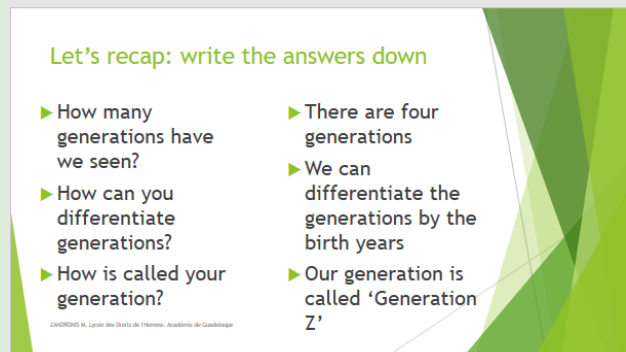 Let's recap: write the answers down
How many
generations have
we seen?
How can you
differentiate
generations?
How is called your
generation?
There are four
generations
We can
differentiate the
generations by the
birth years
Our generation is
called ‘Generation
Z’
ZANDRONIS M, Lycée des Droits de l'Homme, Académie de Guadeloupe